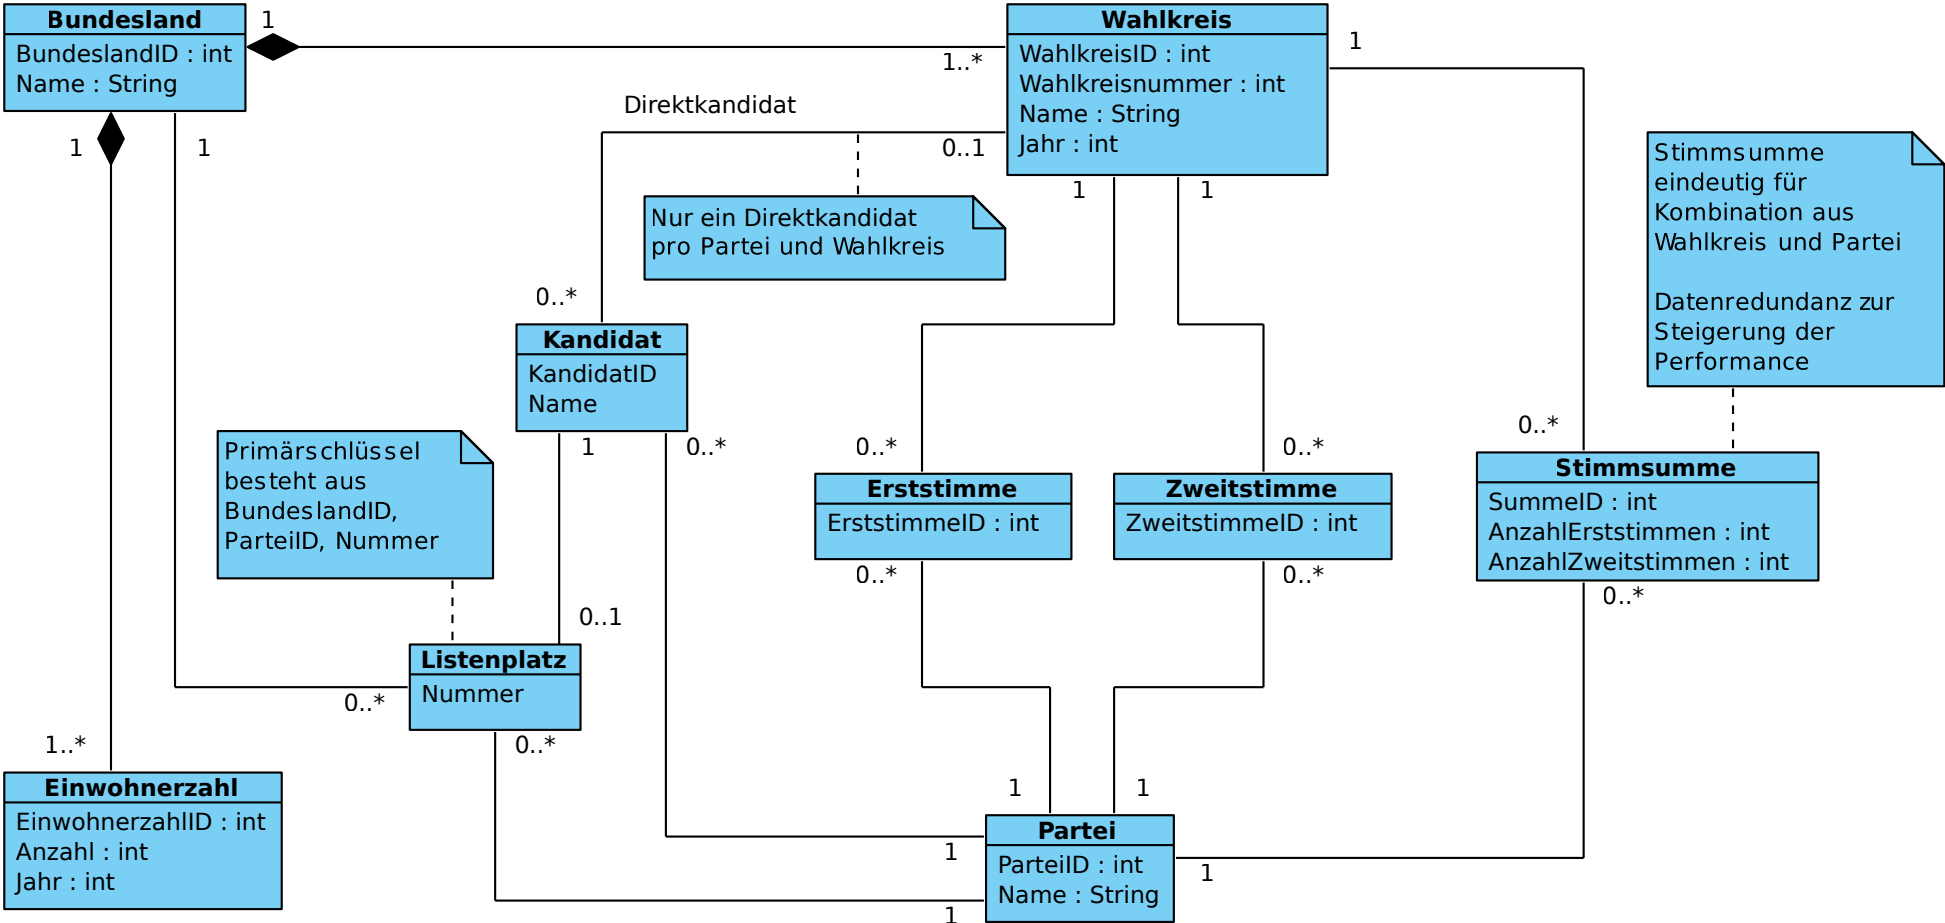 Bundesland
BundeslandID : int
Name : String
1
1..*
Wahlkreis
WahlkreisID : int
Wahlkreisnummer : int
Name : String
Jahr : int
1
Direktkandidat
0..1
1
1
1
1
Nur ein Direktkandidat
pro Partei und Wahlkreis
Stimmsumme
eindeutig für
Kombination aus
Wahlkreis und Partei
Datenredundanz zur
Steigerung der
Performance
0..*
Kandidat
KandidatID
Name
1
0..*
Primärschlüssel
besteht aus
BundeslandID,
ParteiID, Nummer
0..*
0..*
0..*
Erststimme
ErststimmeID : int
0..*
Zweitstimme
ZweitstimmeID : int
0..*
Stimmsumme
SummeID : int
AnzahlErststimmen : int
AnzahlZweitstimmen : int
0..*
0..1
Listenplatz
Nummer
0..*
0..*
1..*
Einwohnerzahl
EinwohnerzahlID : int
Anzahl : int
Jahr : int
1
1
Partei
ParteiID : int
Name : String
1
1
1